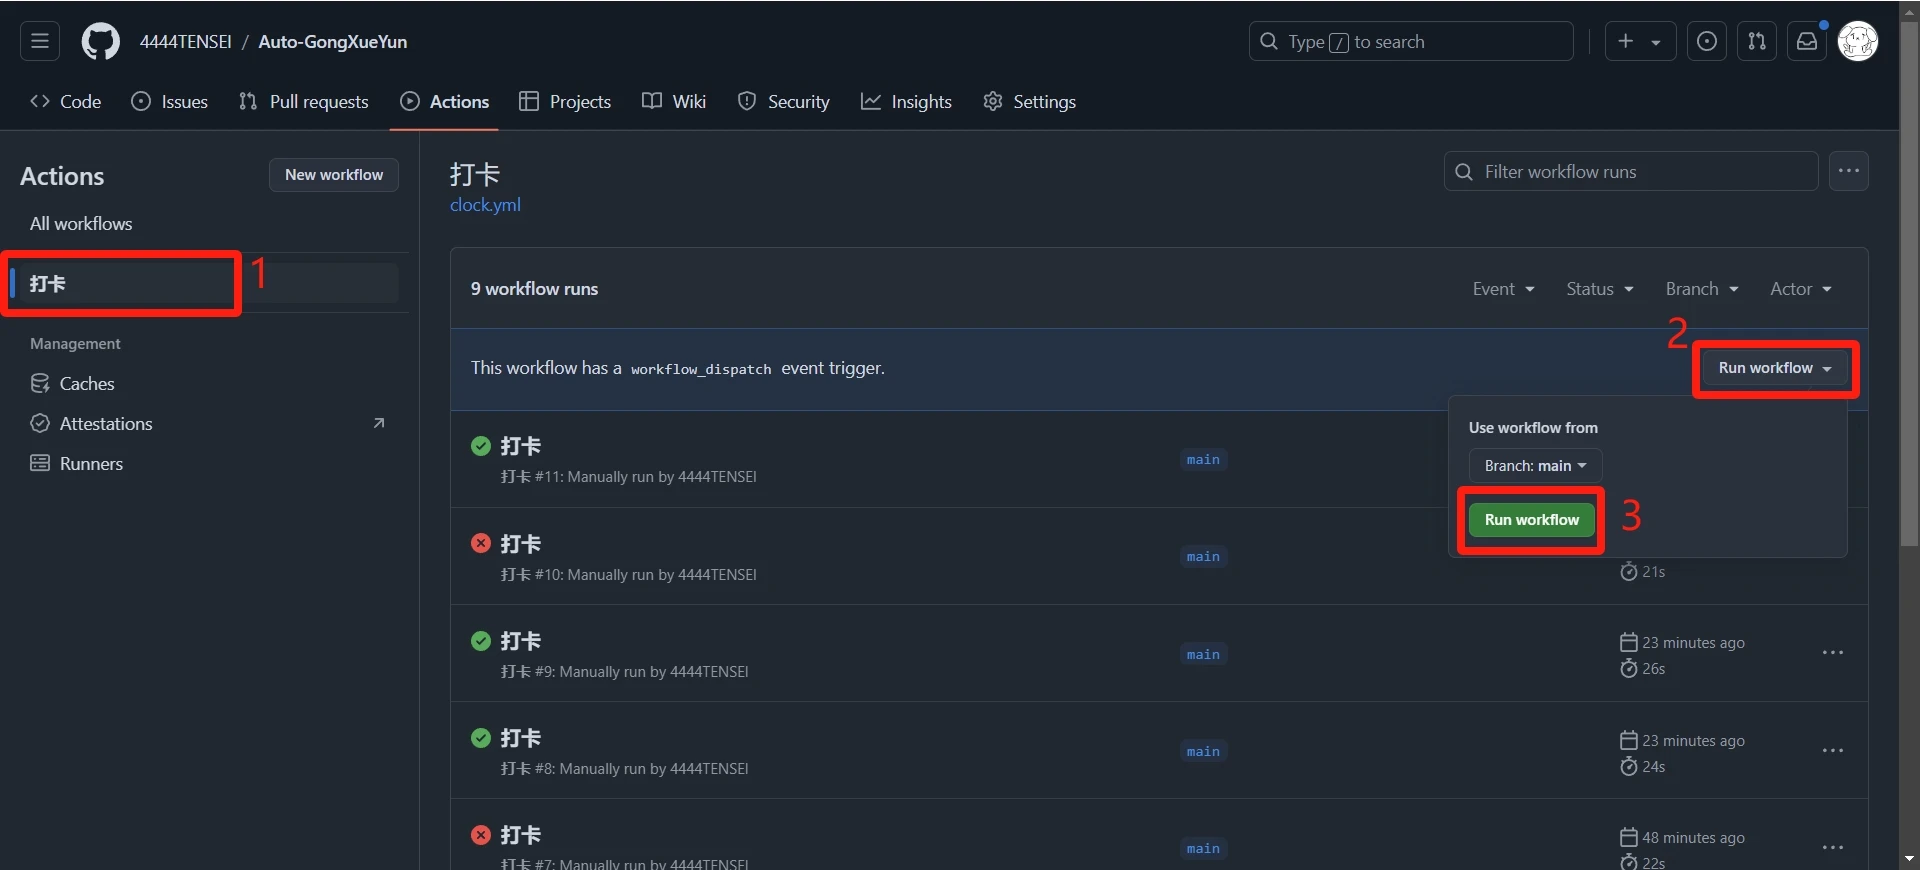 4444TENSEI / Auto-GongXueYun
Type / to search
Code Issues Pull requests Actions Projects Wiki Security Insights Settings
Actions
New workflow
All workflows
打卡
1
Management
Caches
Attestations
Runners
打卡
clock.yml
Filter workflow runs
9 workflow runs
Event Status Branch Actor
This workflow has a workflow_dispatch event trigger.
2
Run workflow
Use workflow from
Branch: main
Run workflow
3
打卡
打卡 #11: Manually run by 4444TENSEI
main
打卡
打卡 #10: Manually run by 4444TENSEI
main
21s
打卡
打卡 #9: Manually run by 4444TENSEI
main
23 minutes ago
26s
打卡
打卡 #8: Manually run by 4444TENSEI
main
23 minutes ago
24s
打卡
打卡 #7: Manually run by 4444TENSEI
main
48 minutes ago
22s